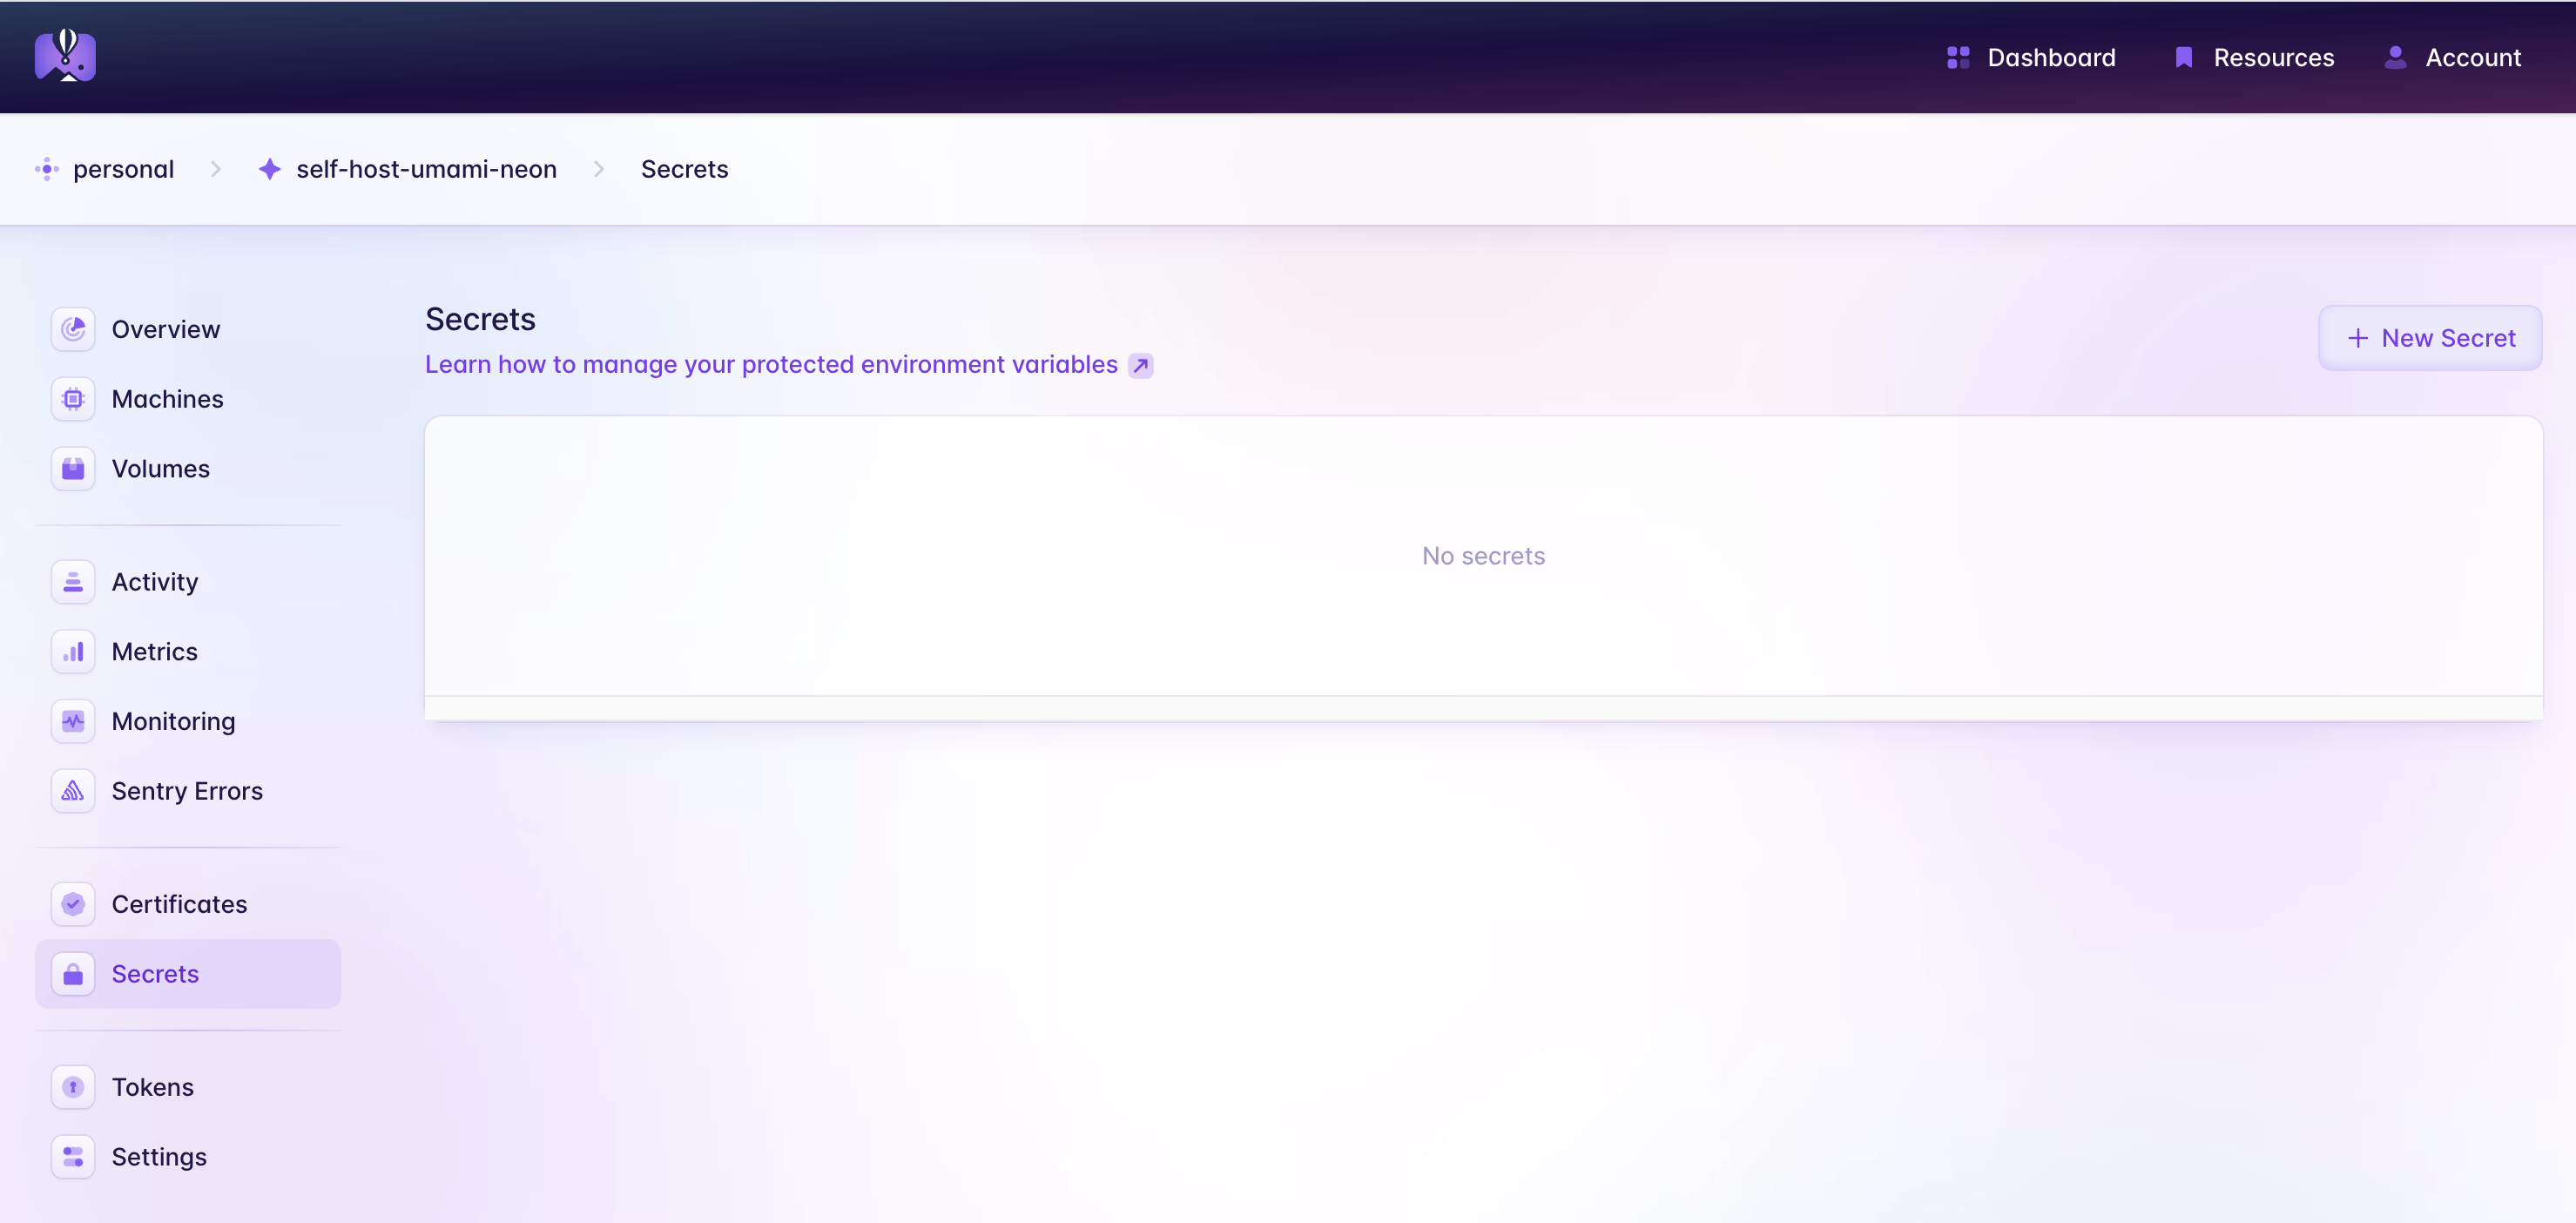 Dashboard
Resources
Account
personal
self-host-umami-neon
Secrets
Overview
Machines
Volumes
Activity
Metrics
Monitoring
Sentry Errors
Certificates
Secrets
Tokens
Settings
Secrets
Learn how to manage your protected environment variables
New Secret
No secrets